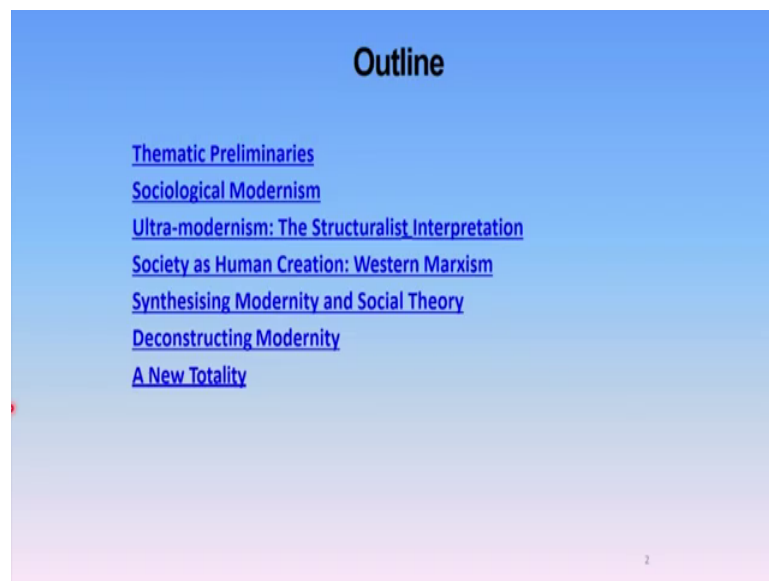 Outline
Thematic Preliminaries
Sociological Modernism
Ultra-modernism: The Structuralist Interpretation
Society as Human Creation: Western Marxism
Synthesising Modernity and Social Theory
Deconstructing Modernity
A New Totality
2